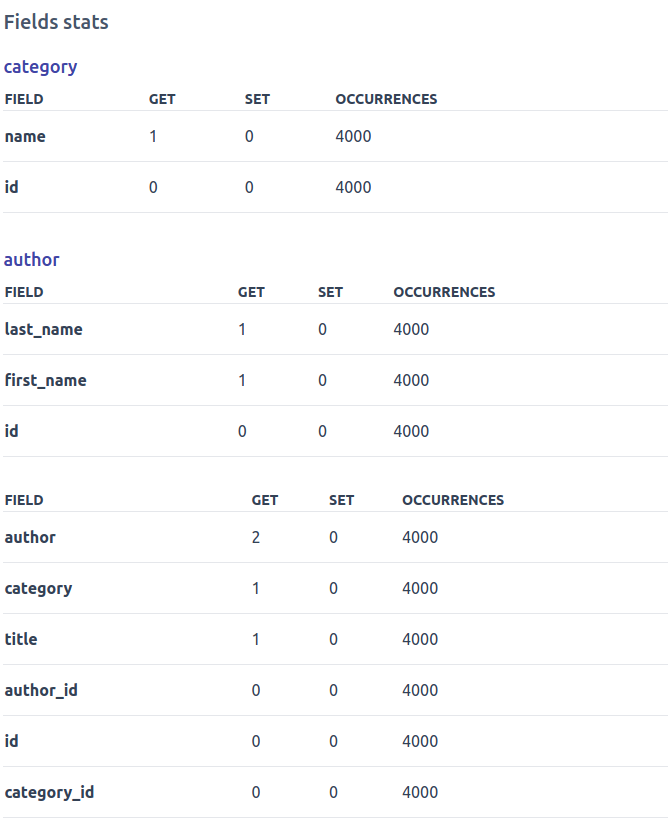 Fields stats
category
FIELD GET SET OCCURRENCES
name 1 0 4000
id 0 0 4000
author
FIELD GET SET OCCURRENCES
last_name 1 0 4000
first_name 1 0 4000
id 0 0 4000
FIELD GET SET OCCURRENCES
author 2 0 4000
category 1 0 4000
title 1 0 4000
author_id 0 0 4000
id 0 0 4000
category_id 0 0 4000